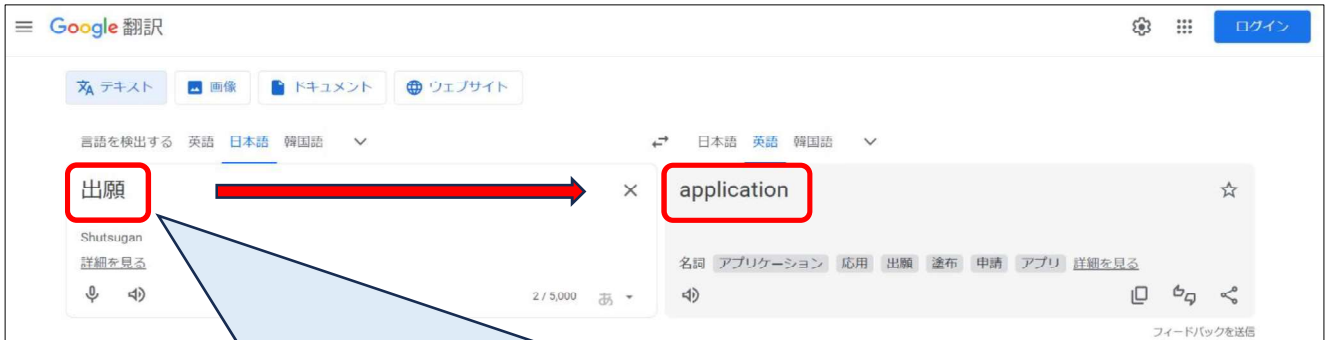 Google 翻訳
ログイン
テキスト 画像 ドキュメント ウェブサイト
言語を検出する 英語 日本語 韓国語
日本語 英語 韓国語
出願
application
Shutsugan
詳細を見る
名詞 アプリケーション 応用 出願 塗布 申請 アプリ 詳細を見る
2 / 5,000
あ
フィードバックを送信